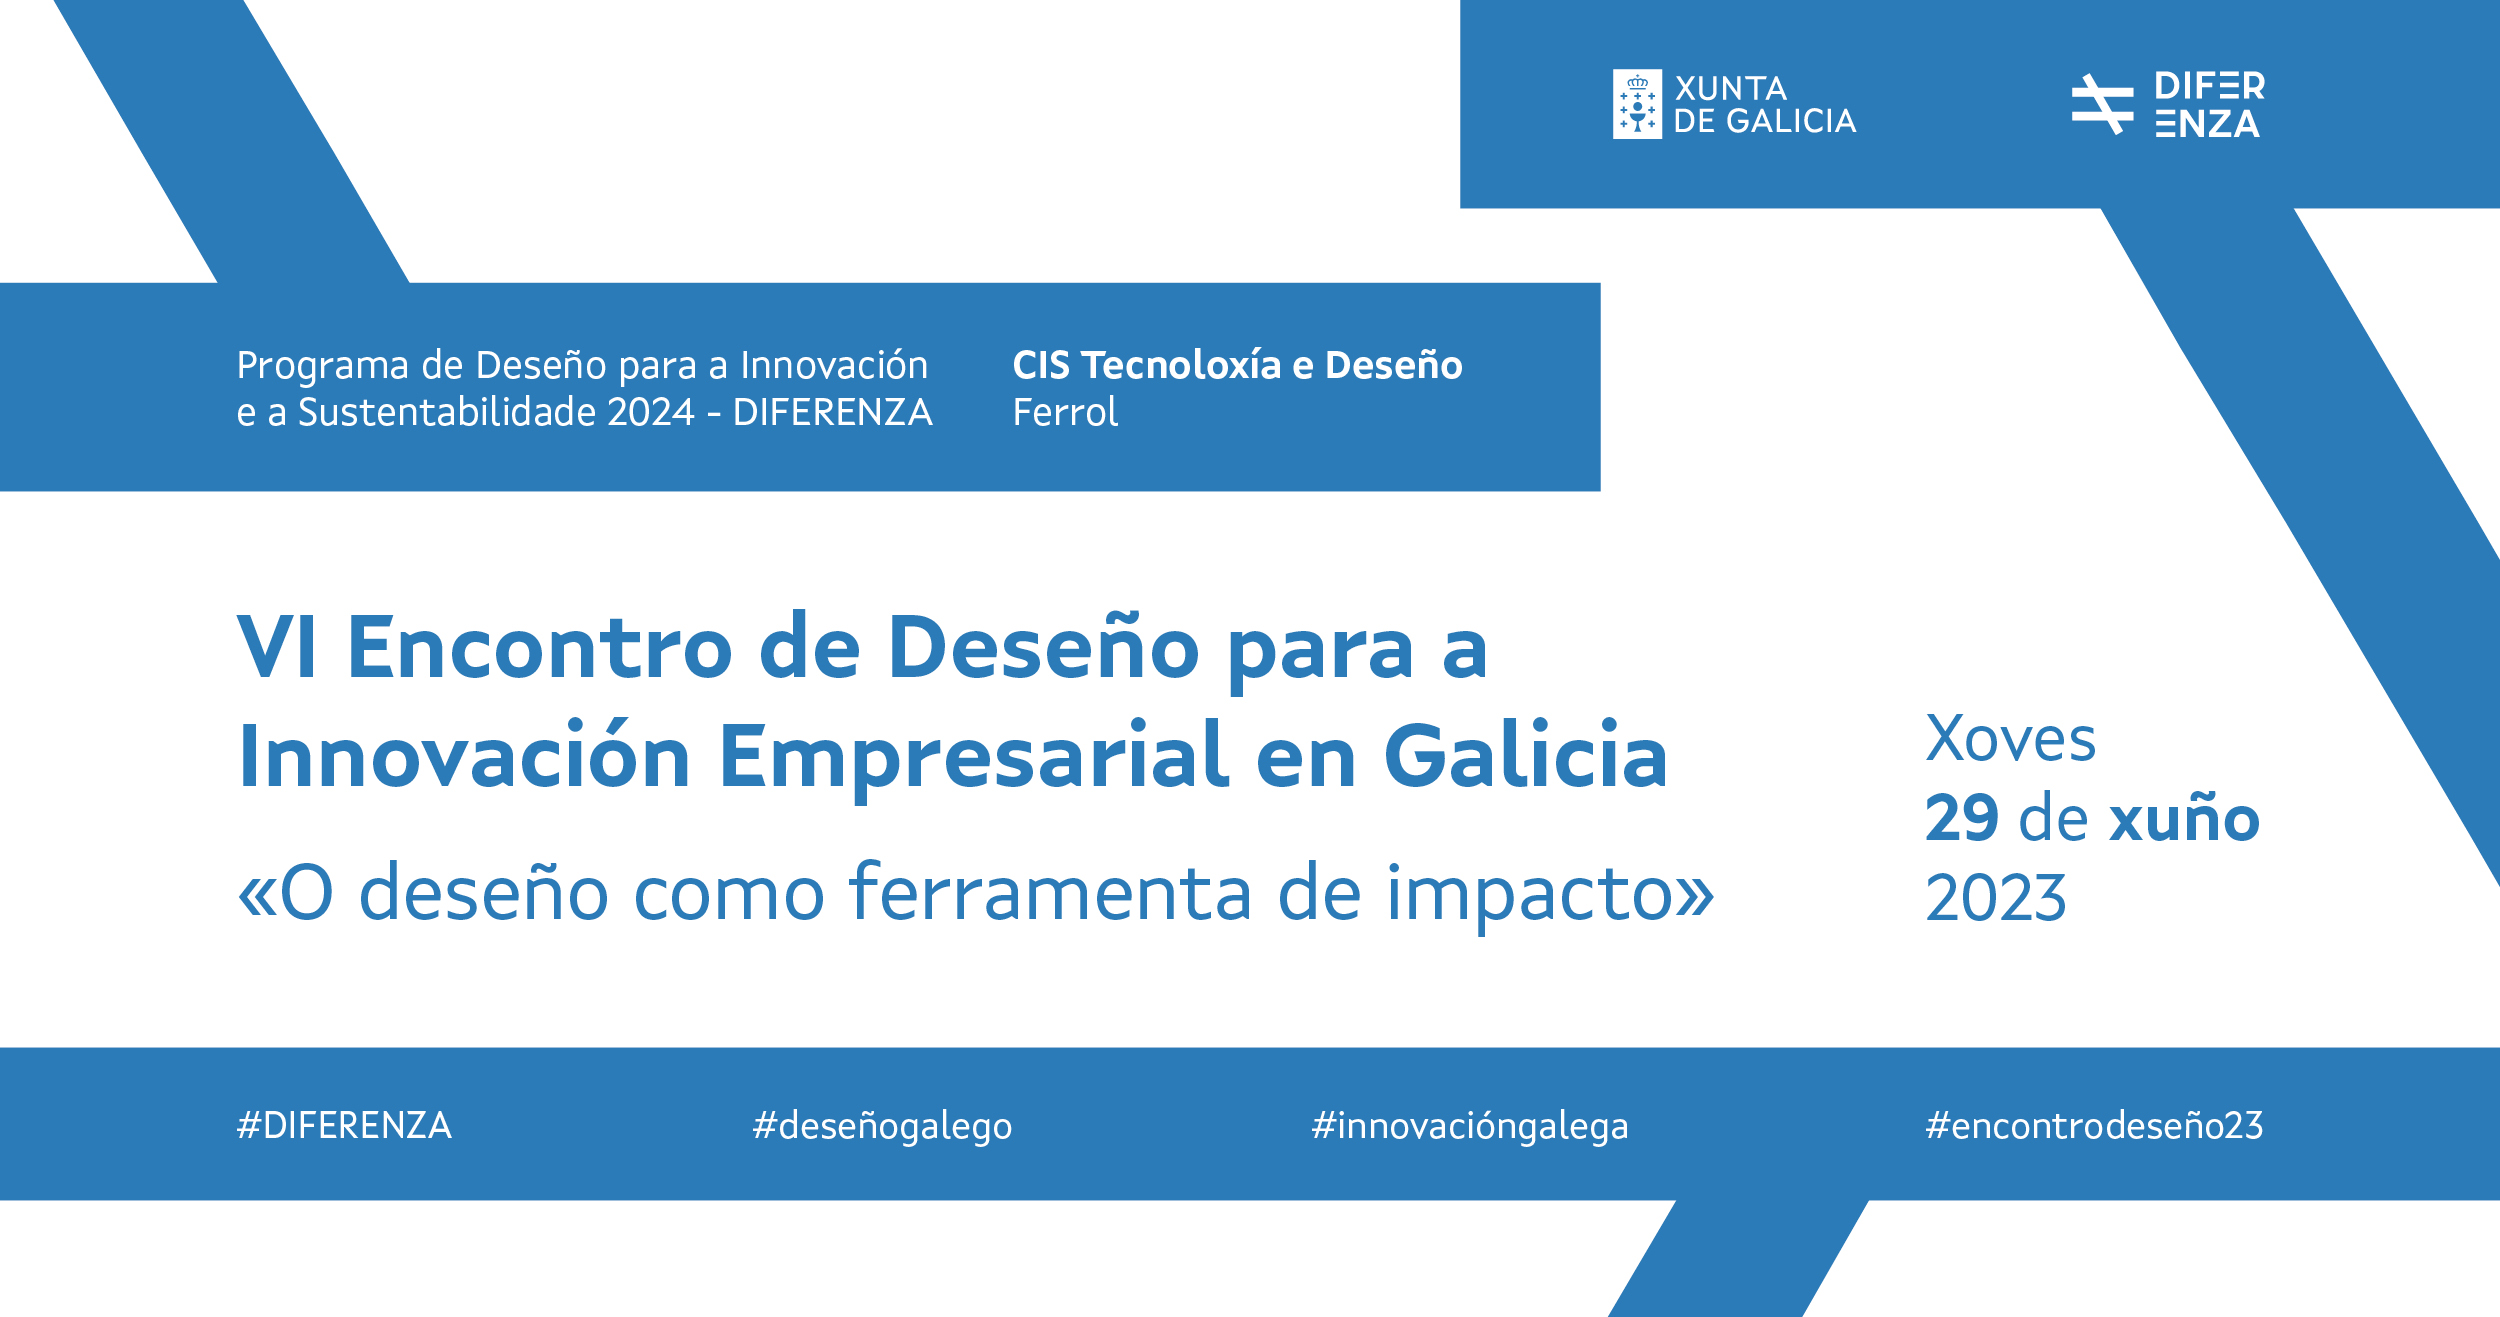 XUNTA
DE GALICIA
DIFER
ENZA
Programa de Deseño para a Innovación
e a Sustentabilidade 2024 - DIFERENZA
CIS Tecnoloxía e Deseño
Ferrol
VI Encontro de Deseño para a
Innovación Empresarial en Galicia
«O deseño como ferramenta de impacto»
Xoves
29 de xuño
2023
#DIFERENZA
#deseñogalego
#innovacióngalega
#encontrodeseño23